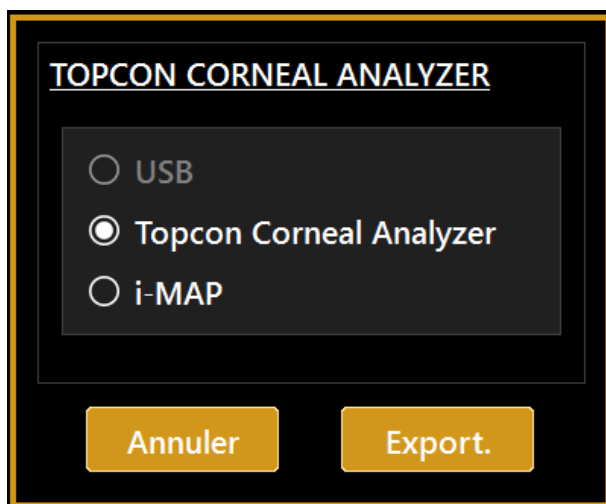 TOPCON CORNEAL ANALYZER
USB
Topcon Corneal Analyzer
i-MAP
Annuler
Export.